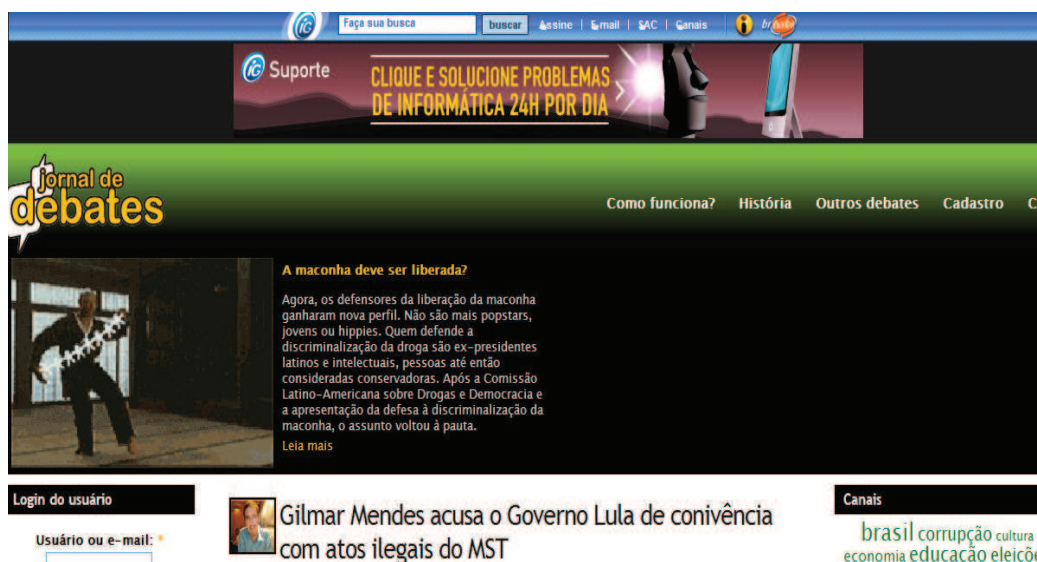 iG
Faça sua busca buscar Assine | E-mail | SAC | Canais
iG Suporte
CLIQUE E SOLUCIONE PROBLEMAS
DE INFORMÁTICA 24H POR DIA
jornal de
debates
Como funciona? História Outros debates Cadastro C
A maconha deve ser liberada?
Agora, os defensores da liberação da maconha
ganharam nova perfil. Não são mais popstars,
jovens ou hippies. Quem defende a
discriminalização da droga são ex-presidentes
latinos e intelectuais, pessoas até então
consideradas conservadoras. Após a Comissão
Latino-Americana sobre Drogas e Democracia e
a apresentação da defesa à discriminalização da
maconha, o assunto voltou à pauta.
Leia mais
Login do usuário
Usuário ou e-mail: *
Gilmar Mendes acusa o Governo Lula de conivência
com atos ilegais do MST
Canais
brasil corrupção cultura
economia educação eleiçõe